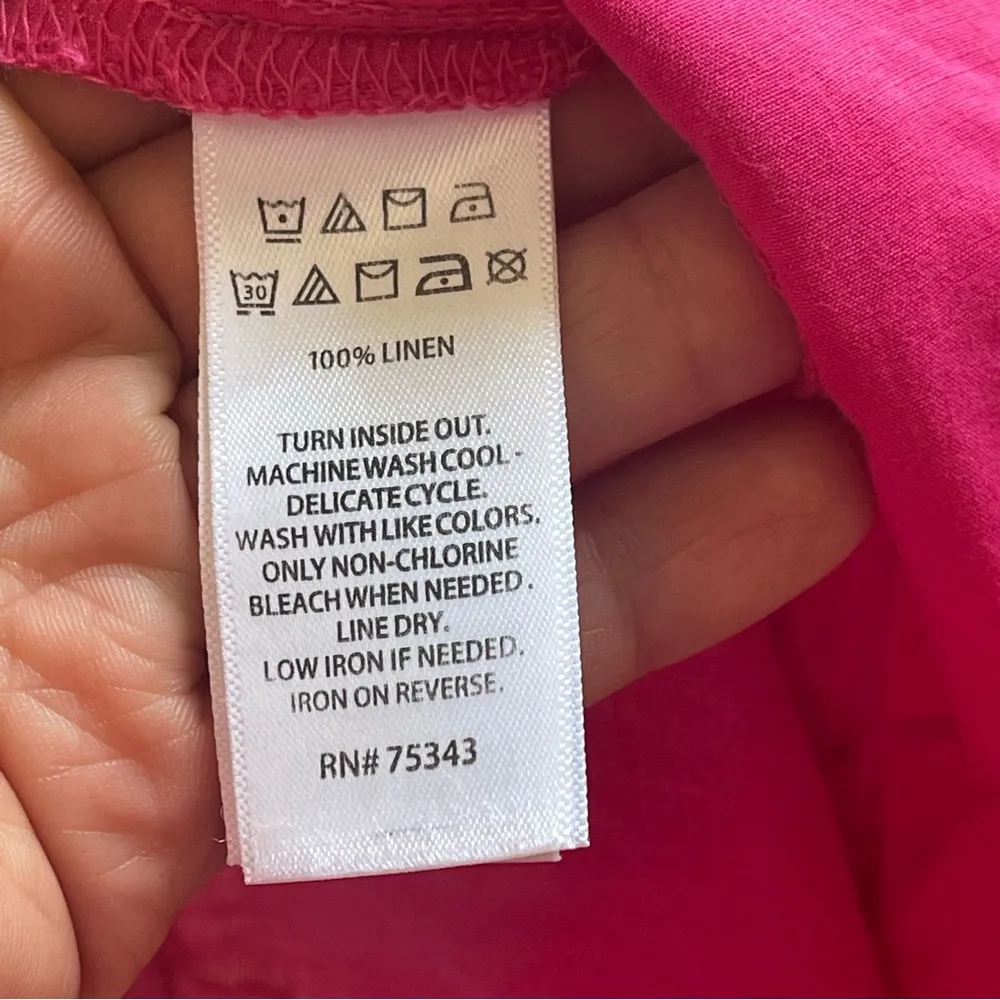 30
100% LINEN
TURN INSIDE OUT.
MACHINE WASH COOL -
DELICATE CYCLE.
WASH WITH LIKE COLORS.
ONLY NON-CHLORINE
BLEACH WHEN NEEDED.
LINE DRY.
LOW IRON IF NEEDED.
IRON ON REVERSE.
RN# 75343